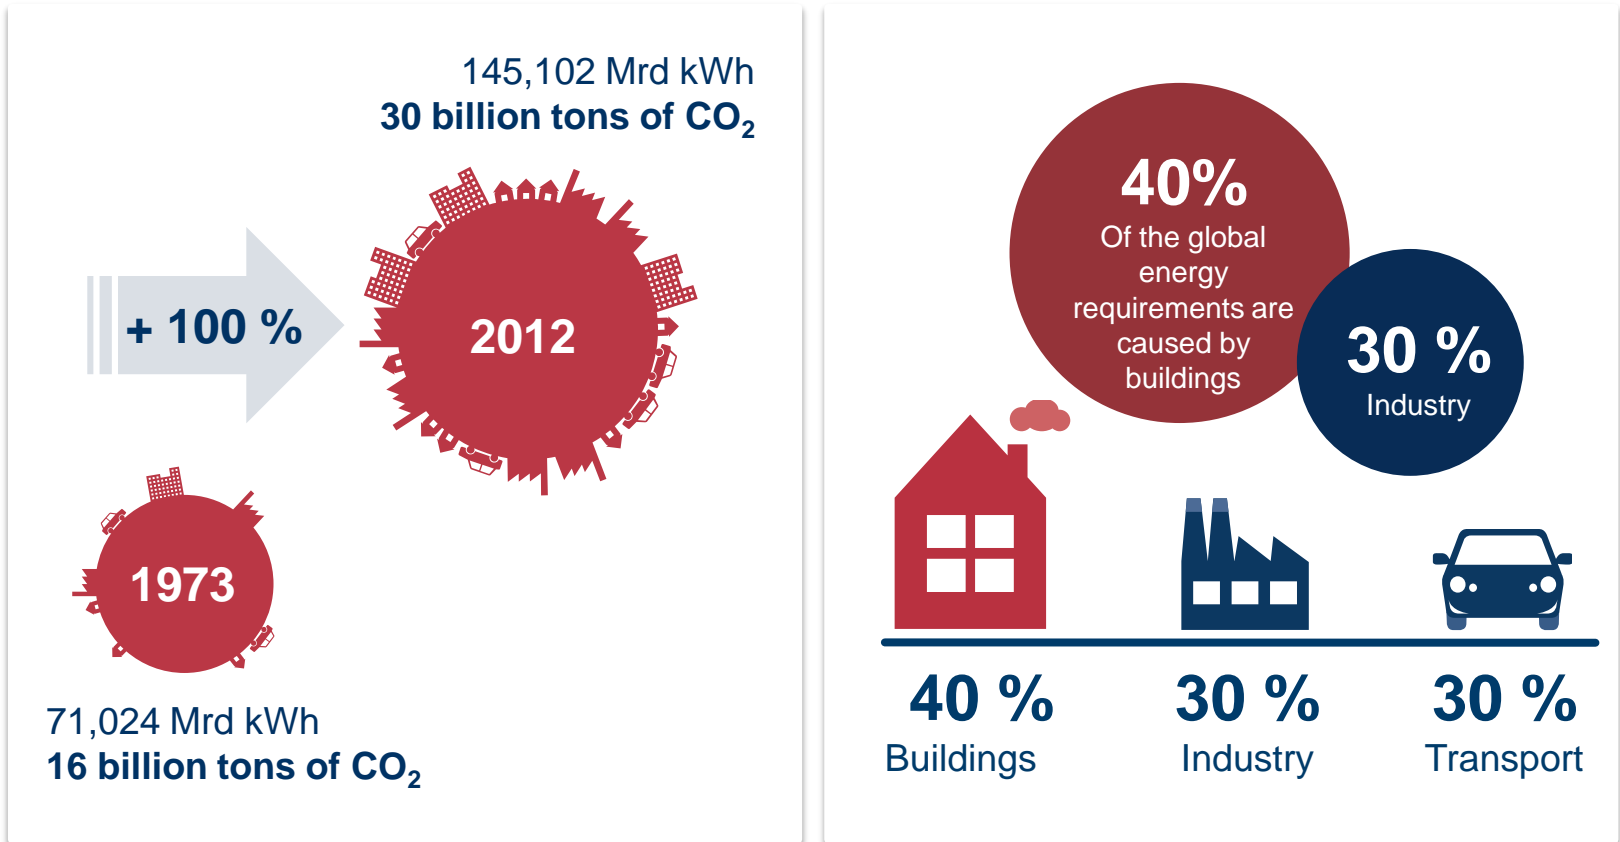 145,102 Mrd kWh
30 billion tons of CO₂
+ 100 %
2012
1973
71,024 Mrd kWh
16 billion tons of CO₂
40%
Of the global
energy
requirements are
caused by
buildings
30 %
Industry
40 %
Buildings
30 %
Industry
30 %
Transport